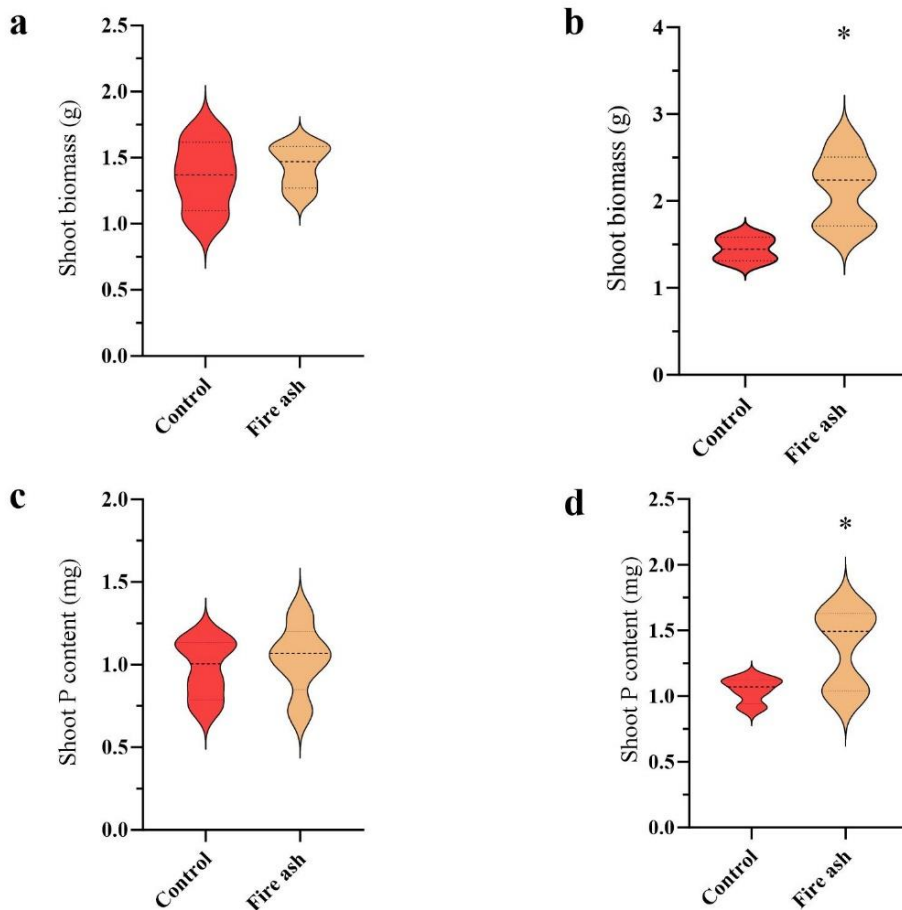 a
Shoot biomass (g)
2.5
2.0
1.5
1.0
0.5
0.0
Control
Fire ash
b
Shoot biomass (g)
4
3
2
1
0
*
Control
Fire ash
c
Shoot P content (mg)
2.0
1.5
1.0
0.5
0.0
Control
Fire ash
d
Shoot P content (mg)
2.5
2.0
1.5
1.0
0.5
0.0
*
Control
Fire ash